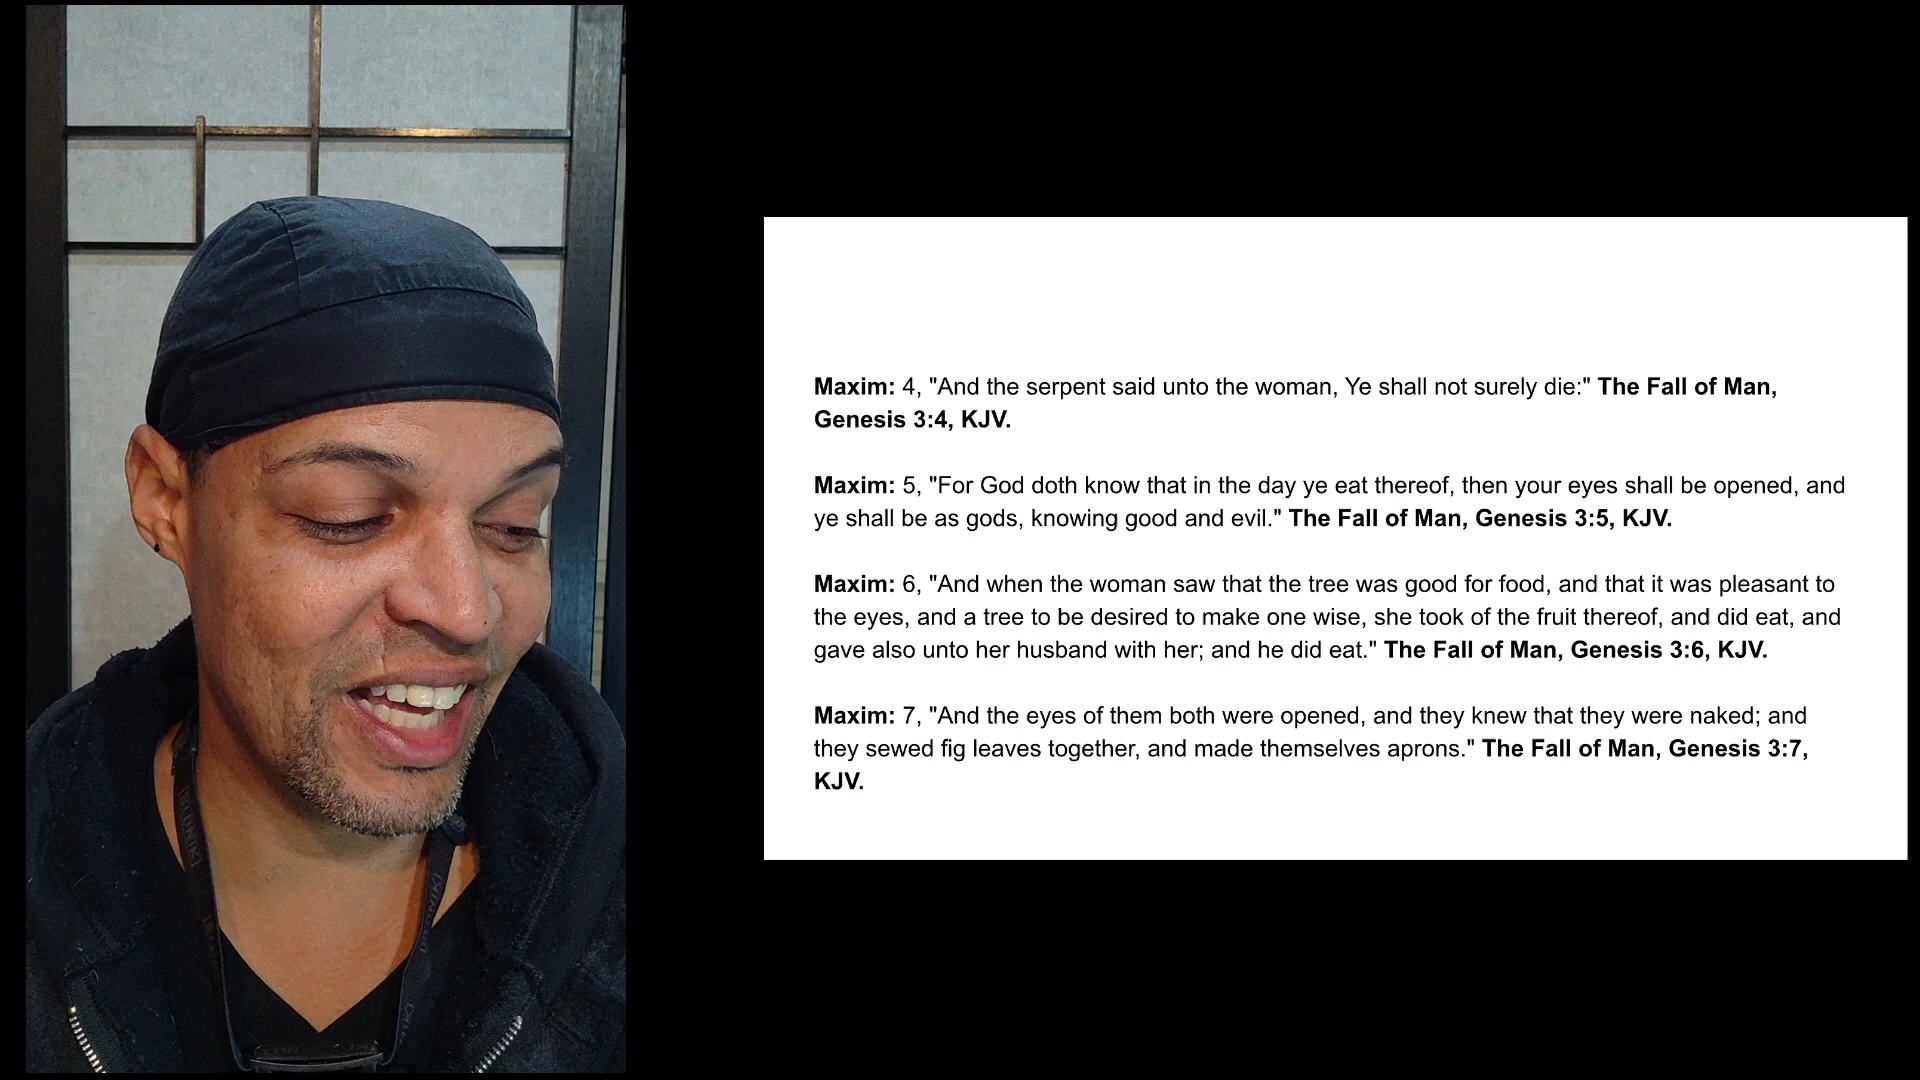 Maxim: 4, "And the serpent said unto the woman, Ye shall not surely die:" The Fall of Man,
Genesis 3:4, KJV.
Maxim: 5, "For God doth know that in the day ye eat thereof, then your eyes shall be opened, and
ye shall be as gods, knowing good and evil." The Fall of Man, Genesis 3:5, KJV.
Maxim: 6, "And when the woman saw that the tree was good for food, and that it was pleasant to
the eyes, and a tree to be desired to make one wise, she took of the fruit thereof, and did eat, and
gave also unto her husband with her; and he did eat." The Fall of Man, Genesis 3:6, KJV.
Maxim: 7, "And the eyes of them both were opened, and they knew that they were naked; and
they sewed fig leaves together, and made themselves aprons." The Fall of Man, Genesis 3:7,
KJV.